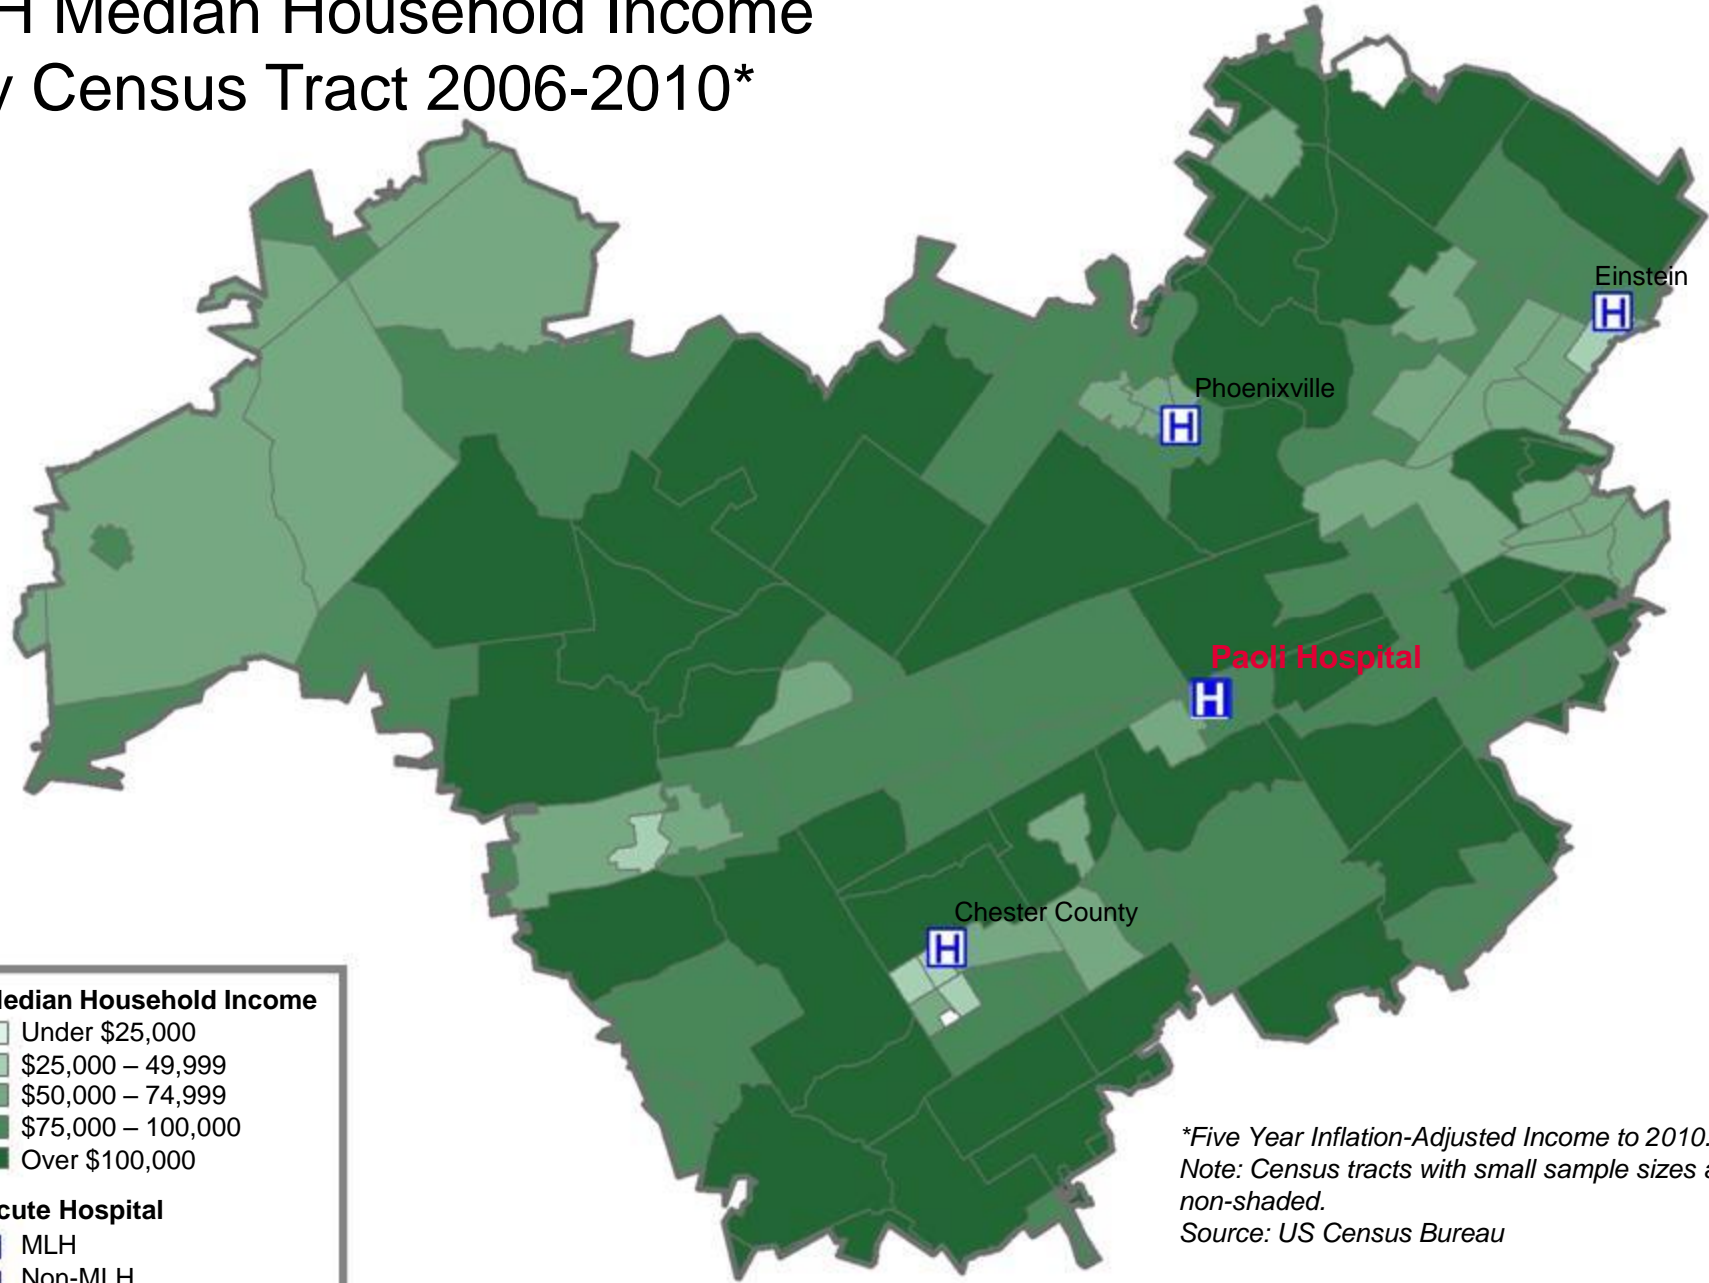 H Median Household Income
y Census Tract 2006-2010*
Einstein
H
Phoenixville
H
Paoli Hospital
H
Chester County
H
Median Household Income
Under $25,000
$25,000 – 49,999
$50,000 – 74,999
$75,000 – 100,000
Over $100,000
cute Hospital
MLH
Non-MLH
*Five Year Inflation-Adjusted Income to 2010.
Note: Census tracts with small sample sizes a
non-shaded.
Source: US Census Bureau